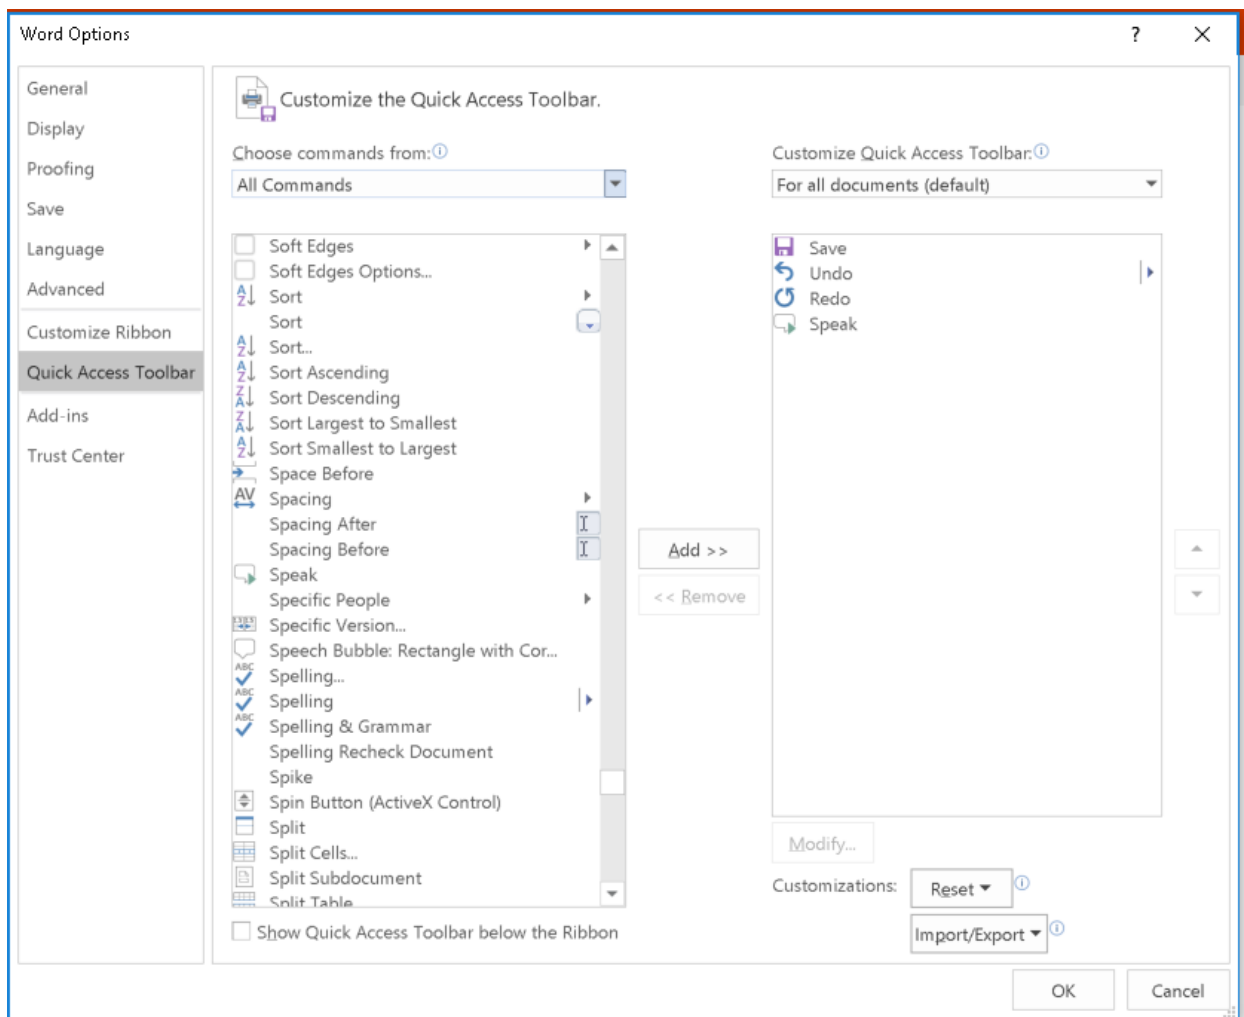 Word Options
?
General
Display
Proofing
Save
Language
Advanced
Customize Ribbon
Quick Access Toolbar
Add-ins
Trust Center
Customize the Quick Access Toolbar.
Choose commands from:
All Commands
Soft Edges
Soft Edges Options...
Sort
Sort
Sort...
Sort Ascending
Sort Descending
Sort Largest to Smallest
Sort Smallest to Largest
Space Before
Spacing
Spacing After
Spacing Before
Speak
Specific People
Specific Version...
Speech Bubble: Rectangle with Cor...
Spelling...
Spelling
Spelling & Grammar
Spelling Recheck Document
Spike
Spin Button (ActiveX Control)
Split
Split Cells...
Split Subdocument
Split Table
Show Quick Access Toolbar below the Ribbon
Add >>
<< Remove
Customize Quick Access Toolbar:
For all documents (default)
Save
Undo
Redo
Speak
Modify...
Customizations:
Reset
Import/Export
OK
Cancel